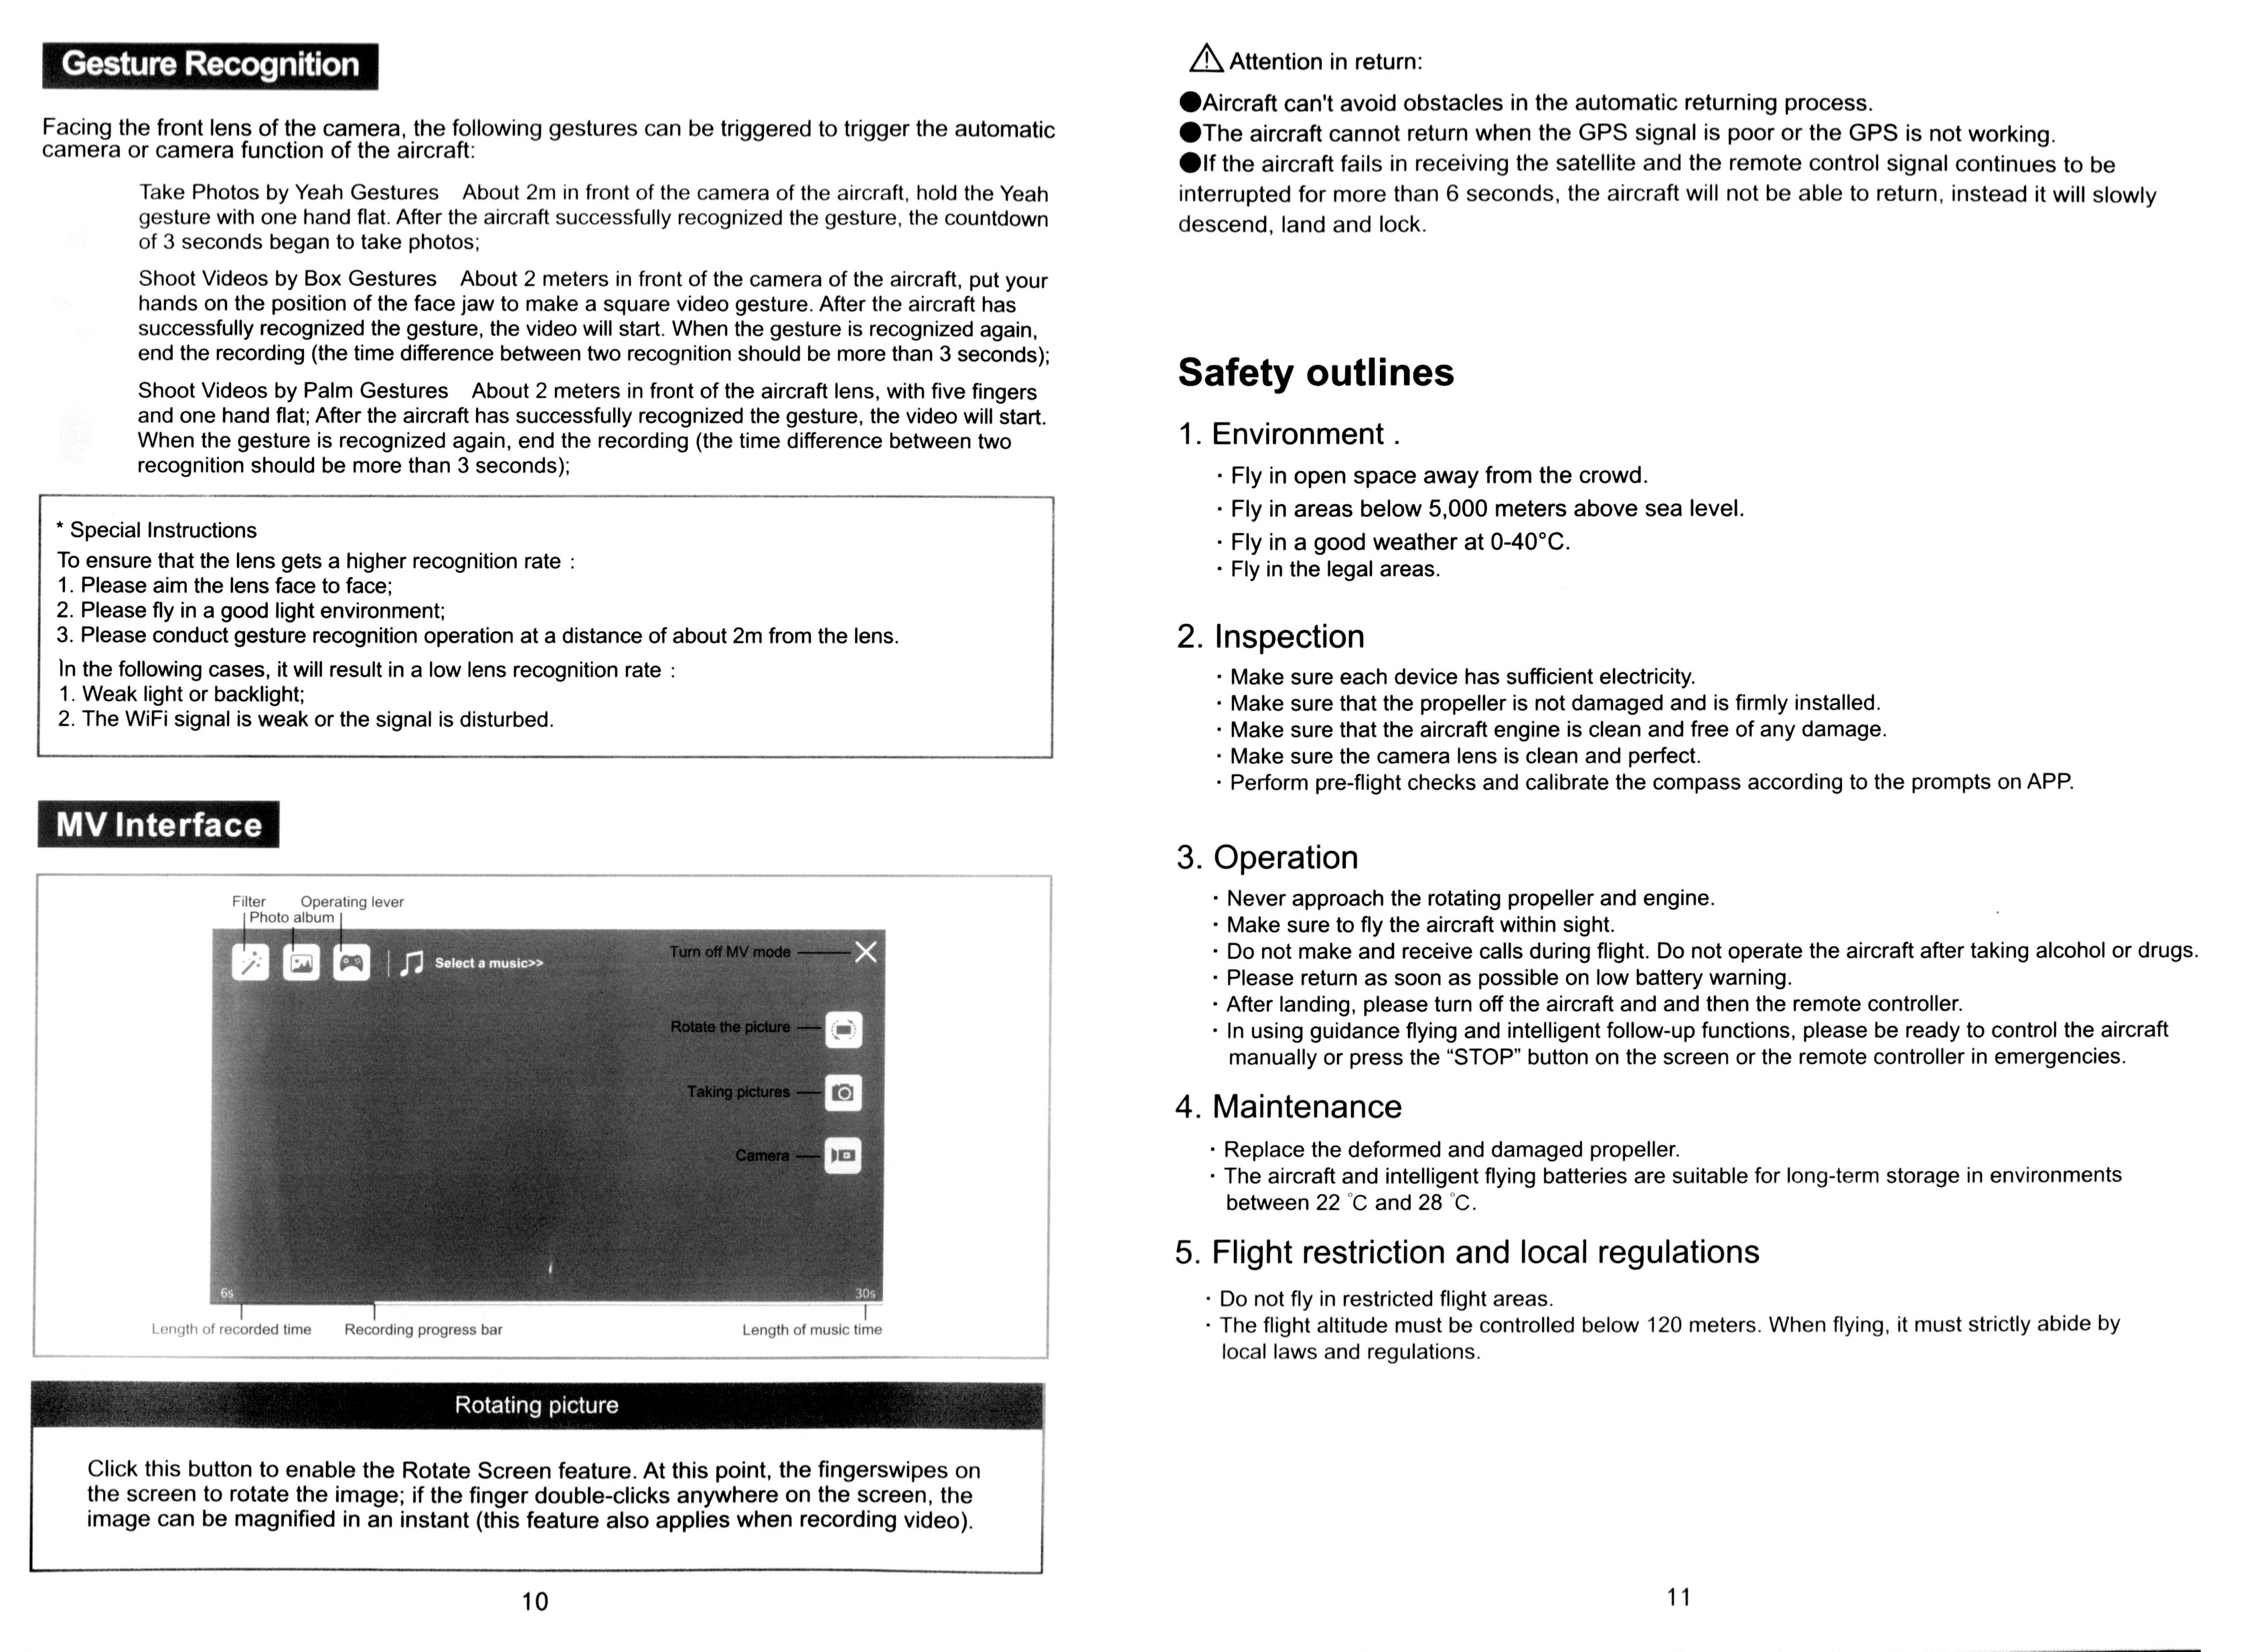 Gesture Recognition
Facing the front lens of the camera, the following gestures can be triggered to trigger the automatic
camera or camera function of the aircraft:
Take Photos by Yeah Gestures About 2m in front of the camera of the aircraft, hold the Yeah
gesture with one hand flat. After the aircraft successfully recognized the gesture, the countdown
of 3 seconds began to take photos;
Shoot Videos by Box Gestures About 2 meters in front of the camera of the aircraft, put your
hands on the position of the face jaw to make a square video gesture. After the aircraft has
successfully recognized the gesture, the video will start. When the gesture is recognized again,
end the recording (the time difference between two recognition should be more than 3 seconds);
Shoot Videos by Palm Gestures About 2 meters in front of the aircraft lens, with five fingers
and one hand flat; After the aircraft has successfully recognized the gesture, the video will start.
When the gesture is recognized again, end the recording (the time difference between two
recognition should be more than 3 seconds);
* Special Instructions
To ensure that the lens gets a higher recognition rate :
1. Please aim the lens face to face;
2. Please fly in a good light environment;
3. Please conduct gesture recognition operation at a distance of about 2m from the lens.
In the following cases, it will result in a low lens recognition rate :
1. Weak light or backlight;
2. The WiFi signal is weak or the signal is disturbed.
MV Interface
Filter Operating lever
Photo album
Select a music>>
Turn off MV mode
Rotate the picture
Taking pictures
Camera
6s 30s
Length of recorded time Recording progress bar Length of music time
Rotating picture
Click this button to enable the Rotate Screen feature. At this point, the fingerswipes on
the screen to rotate the image; if the finger double-clicks anywhere on the screen, the
image can be magnified in an instant (this feature also applies when recording video).
10
Attention in return:
●Aircraft can't avoid obstacles in the automatic returning process.
●The aircraft cannot return when the GPS signal is poor or the GPS is not working.
●If the aircraft fails in receiving the satellite and the remote control signal continues to be
interrupted for more than 6 seconds, the aircraft will not be able to return, instead it will slowly
descend, land and lock.
Safety outlines
1. Environment .
· Fly in open space away from the crowd.
· Fly in areas below 5,000 meters above sea level.
· Fly in a good weather at 0-40°C.
· Fly in the legal areas.
2. Inspection
· Make sure each device has sufficient electricity.
· Make sure that the propeller is not damaged and is firmly installed.
· Make sure that the aircraft engine is clean and free of any damage.
· Make sure the camera lens is clean and perfect.
· Perform pre-flight checks and calibrate the compass according to the prompts on APP.
3. Operation
· Never approach the rotating propeller and engine.
· Make sure to fly the aircraft within sight.
· Do not make and receive calls during flight. Do not operate the aircraft after taking alcohol or drugs.
· Please return as soon as possible on low battery warning.
· After landing, please turn off the aircraft and and then the remote controller.
· In using guidance flying and intelligent follow-up functions, please be ready to control the aircraft
manually or press the “STOP” button on the screen or the remote controller in emergencies.
4. Maintenance
· Replace the deformed and damaged propeller.
· The aircraft and intelligent flying batteries are suitable for long-term storage in environments
between 22 °C and 28 °C.
5. Flight restriction and local regulations
· Do not fly in restricted flight areas.
· The flight altitude must be controlled below 120 meters. When flying, it must strictly abide by
local laws and regulations.
11